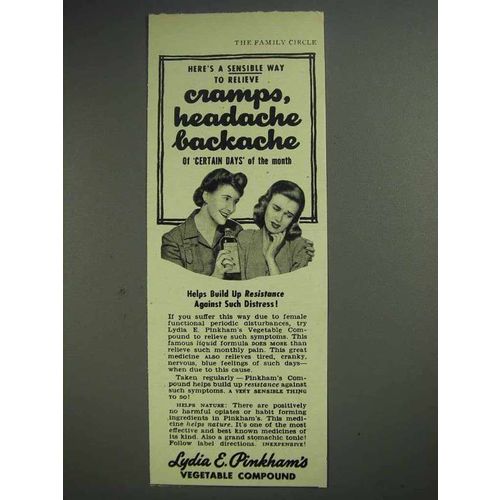 THE FAMILY CIRCLE
HERE'S A SENSIBLE WAY
TO RELIEVE
cramps,
headache
backache
Of 'CERTAIN DAYS' of the month
Helps Build Up Resistance
Against Such Distress!
If you suffer this way due to female
functional periodic disturbances, try
Lydia E. Pinkham's Vegetable Com-
pound to relieve such symptoms. This
famous liquid formula DOES MORE than
relieve such monthly pain. This great
medicine ALSO relieves tired, cranky,
nervous, blue feelings of such days—
when due to this cause.
Taken regularly—Pinkham's Com-
pound helps build up resistance against
such symptoms. A VERY SENSIBLE THING
TO DO!
HELPS NATURE: There are positively
no harmful opiates or habit forming
ingredients in Pinkham's. This medi-
cine helps nature. It's one of the most
effective and best known medicines of
its kind. Also a grand stomachic tonic!
Follow label directions. INEXPENSIVE!
Lydia E. Pinkham's
VEGETABLE COMPOUND